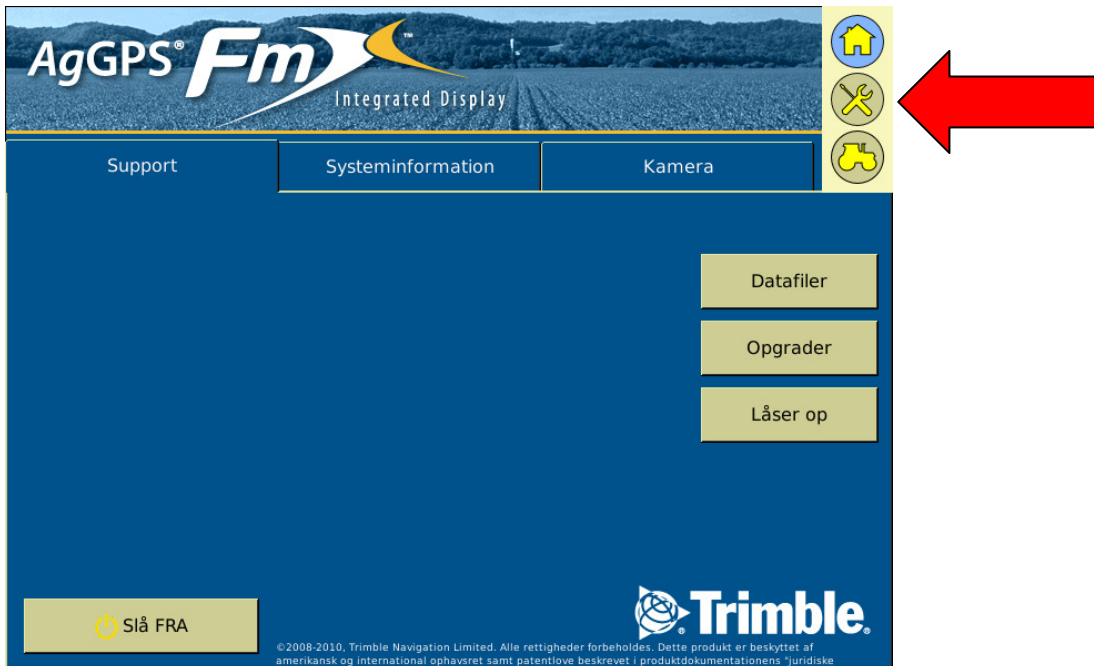 AgGPS® FmX™
Integrated Display
Support
Systeminformation
Kamera
Datafiler
Opgrader
Låser op
Slå FRA
Trimble.
©2008-2010, Trimble Navigation Limited. Alle rettigheder forbeholdes. Dette produkt er beskyttet af
amerikansk og international ophavsret samt patentlove beskrevet i produktdokumentationens "juridiske